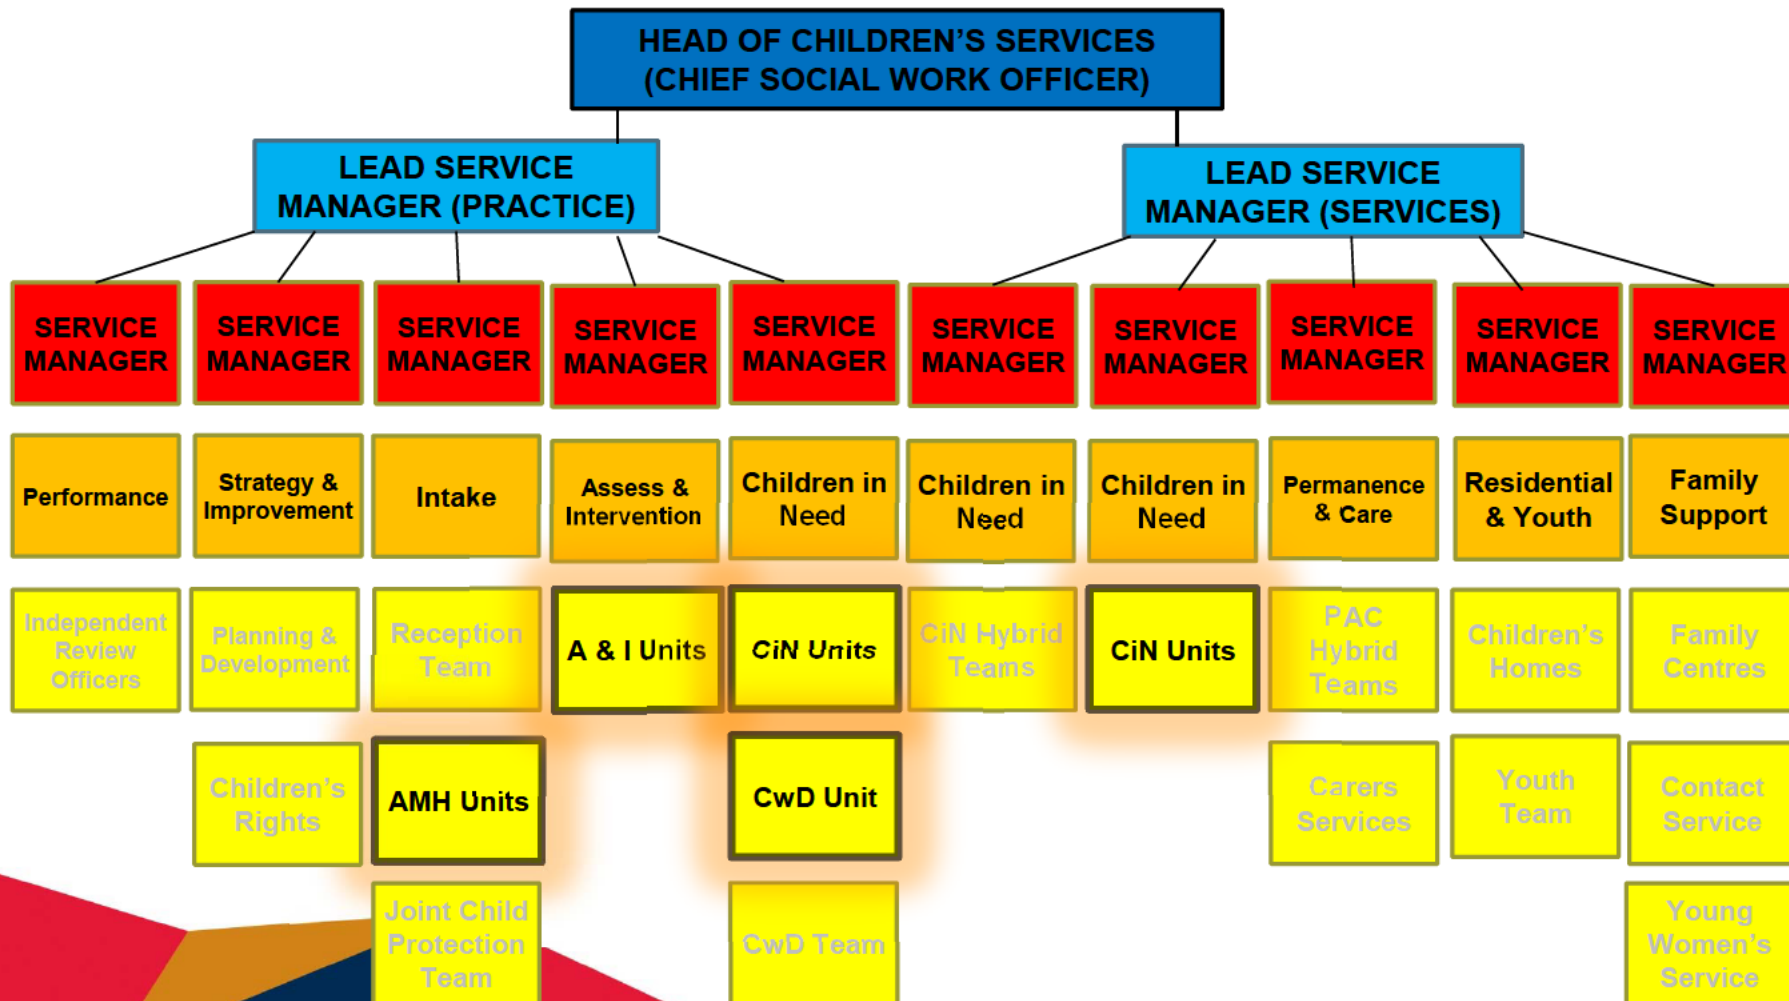 HEAD OF CHILDREN'S SERVICES
(CHIEF SOCIAL WORK OFFICER)
LEAD SERVICE
MANAGER (PRACTICE)
LEAD SERVICE
MANAGER (SERVICES)
SERVICE
MANAGER
SERVICE
MANAGER
SERVICE
MANAGER
SERVICE
MANAGER
SERVICE
MANAGER
SERVICE
MANAGER
SERVICE
MANAGER
SERVICE
MANAGER
SERVICE
MANAGER
SERVICE
MANAGER
Performance
Strategy &
Improvement
Intake
Assess &
Intervention
Children in
Need
Children in
Need
Children in
Need
Permanence
& Care
Residential
& Youth
Family
Support
Independent
Review
Officers
Planning &
Development
Reception
Team
A & I Units
CiN Units
CiN Hybrid
Teams
CiN Units
PAC
Hybrid
Teams
Children's
Homes
Family
Centres
Children's
Rights
AMH Units
CwD Unit
Carers
Services
Youth
Team
Contact
Service
Joint Child
Protection
Team
CwD Team
Young
Women's
Service